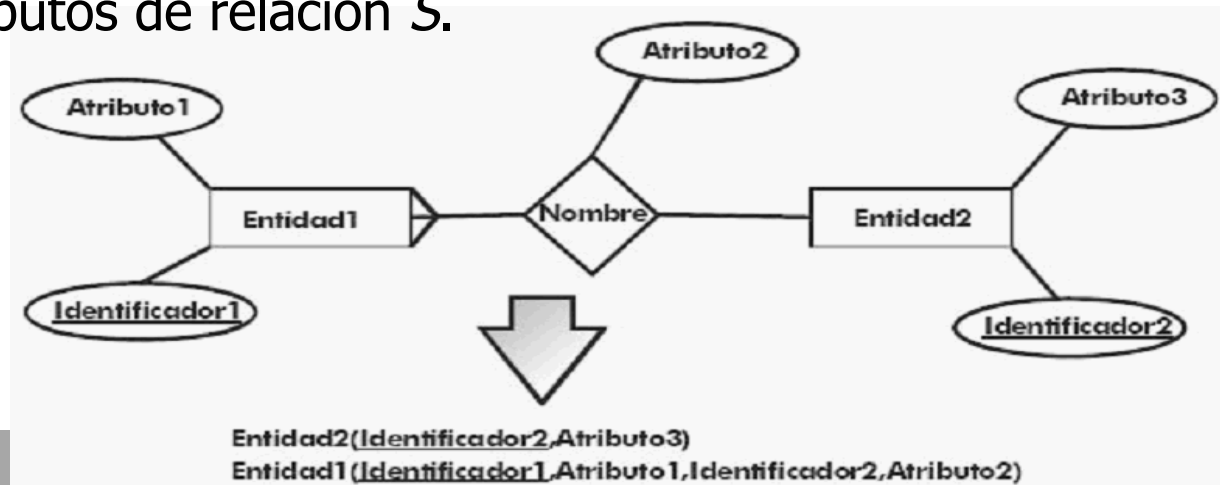 butos de relación S.
Atributo2
Atributo1
Atributo3
Entidad1
Nombre
Entidad2
Identificador1
Identificador2
Entidad2(Identificador2,Atributo3)
Entidad1(Identificador1,Atributo1,Identificador2,Atributo2)